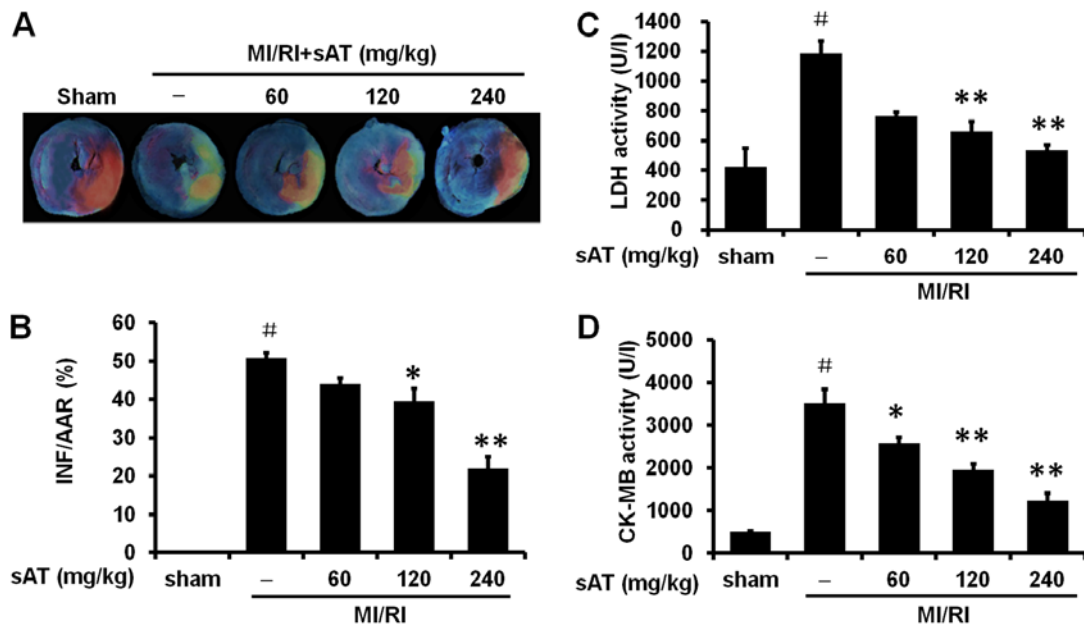 A
MI/RI+sAT (mg/kg)
Sham – 60 120 240
B
INF/AAR (%)
60
50
40
30
20
10
0
#
*
**
sAT (mg/kg) sham – 60 120 240
MI/RI
C
LDH activity (U/l)
1400
1200
1000
800
600
400
200
0
#
**
**
sAT (mg/kg) sham – 60 120 240
MI/RI
D
CK-MB activity (U/l)
5000
4000
3000
2000
1000
0
#
*
**
**
sAT (mg/kg) sham – 60 120 240
MI/RI